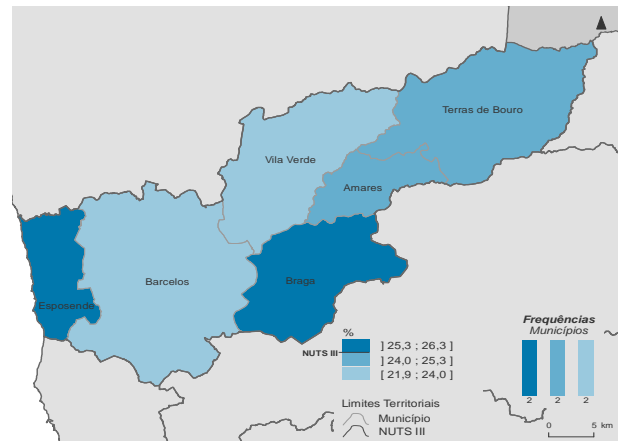 Terras de Bouro
Vila Verde
Amares
Barcelos
Braga
Esposende
%
] 25,3 ; 26,3 ]
NUTS III
] 24,0 ; 25,3 ]
[ 21,9 ; 24,0 ]
Limites Territoriais
Município
NUTS III
Frequências
Municípios
2 2 2
0 5 km